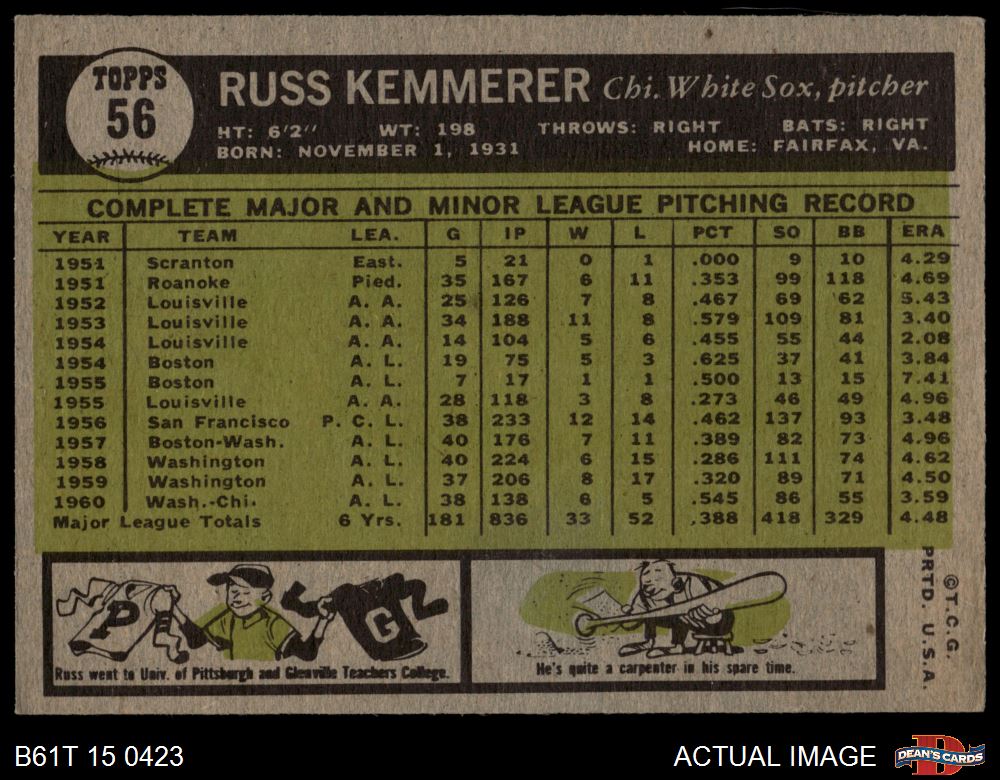 TOPPS
56
RUSS KEMMERER Chi. White Sox, pitcher
HT: 6'2" WT: 198 THROWS: RIGHT BATS: RIGHT
BORN: NOVEMBER 1, 1931 HOME: FAIRFAX, VA.
COMPLETE MAJOR AND MINOR LEAGUE PITCHING RECORD
YEAR TEAM LEA. G IP W L PCT SO BB ERA
1951 Scranton East. 5 21 0 1 .000 9 10 4.29
1951 Roanoke Pied. 35 167 6 11 .353 99 118 4.69
1952 Louisville A. A. 25 126 7 8 .467 69 62 5.43
1953 Louisville A. A. 34 188 11 8 .579 109 81 3.40
1954 Louisville A. A. 14 104 5 6 .455 55 44 2.08
1954 Boston A. L. 19 75 5 3 .625 37 41 3.84
1955 Boston A. L. 7 17 1 1 .500 13 15 7.41
1955 Louisville A. A. 28 118 3 8 .273 46 49 4.96
1956 San Francisco P. C. L. 38 233 12 14 .462 137 93 3.48
1957 Boston-Wash. A. L. 40 176 7 11 .389 82 73 4.96
1958 Washington A. L. 40 224 6 15 .286 111 74 4.62
1959 Washington A. L. 37 206 8 17 .320 89 71 4.50
1960 Wash.-Chi. A. L. 38 138 6 5 .545 86 55 3.59
Major League Totals 6 Yrs. 181 836 33 52 .388 418 329 4.48
P
G
Russ went to Univ. of Pittsburgh and Glenville Teachers College.
He's quite a carpenter in his spare time.
©T.C.G.
PRTD. U.S.A.
B61T 15 0423
ACTUAL IMAGE
D
DEAN'S CARDS